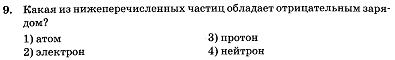 9. Какая из нижеперечисленных частиц обладает отрицательным заря-
дом?
1) атом 3) протон
2) электрон 4) нейтрон